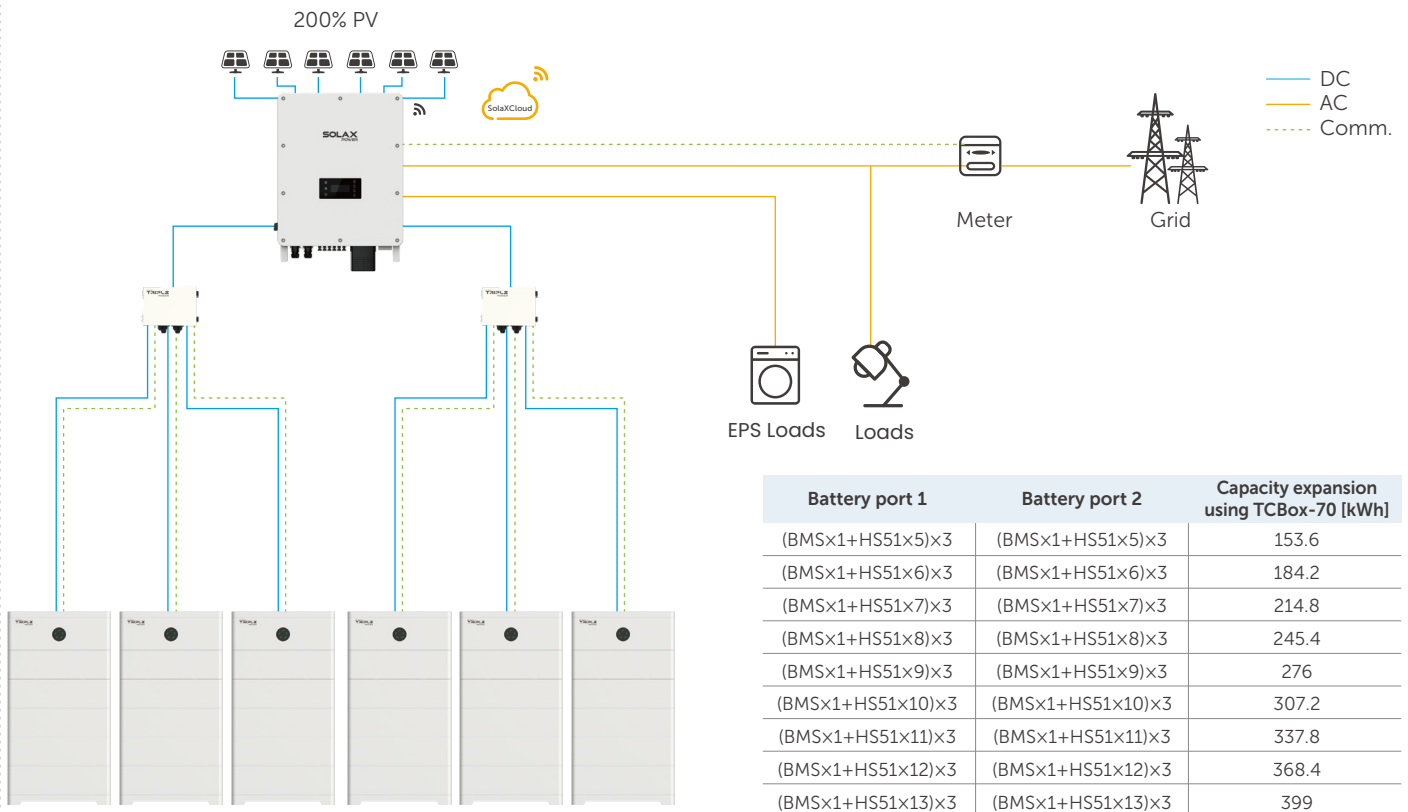 200% PV
SolaXCloud
SOLAX
POWER
DC
AC
Comm.
Meter
Grid
TRIPLE
POWER
TRIPLE
POWER
EPS Loads
Loads
Battery port 1 Battery port 2 Capacity expansion
using TCBox-70 [kWh]
(BMS×1+HS51×5)×3 (BMS×1+HS51×5)×3 153.6
(BMS×1+HS51×6)×3 (BMS×1+HS51×6)×3 184.2
(BMS×1+HS51×7)×3 (BMS×1+HS51×7)×3 214.8
(BMS×1+HS51×8)×3 (BMS×1+HS51×8)×3 245.4
(BMS×1+HS51×9)×3 (BMS×1+HS51×9)×3 276
(BMS×1+HS51×10)×3 (BMS×1+HS51×10)×3 307.2
(BMS×1+HS51×11)×3 (BMS×1+HS51×11)×3 337.8
(BMS×1+HS51×12)×3 (BMS×1+HS51×12)×3 368.4
(BMS×1+HS51×13)×3 (BMS×1+HS51×13)×3 399